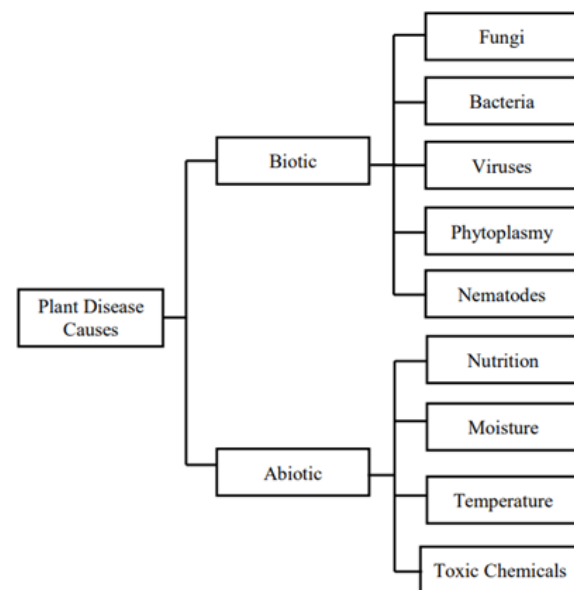 Fungi
Bacteria
Biotic
Viruses
Phytoplasmy
Nematodes
Plant Disease
Causes
Nutrition
Moisture
Abiotic
Temperature
Toxic Chemicals